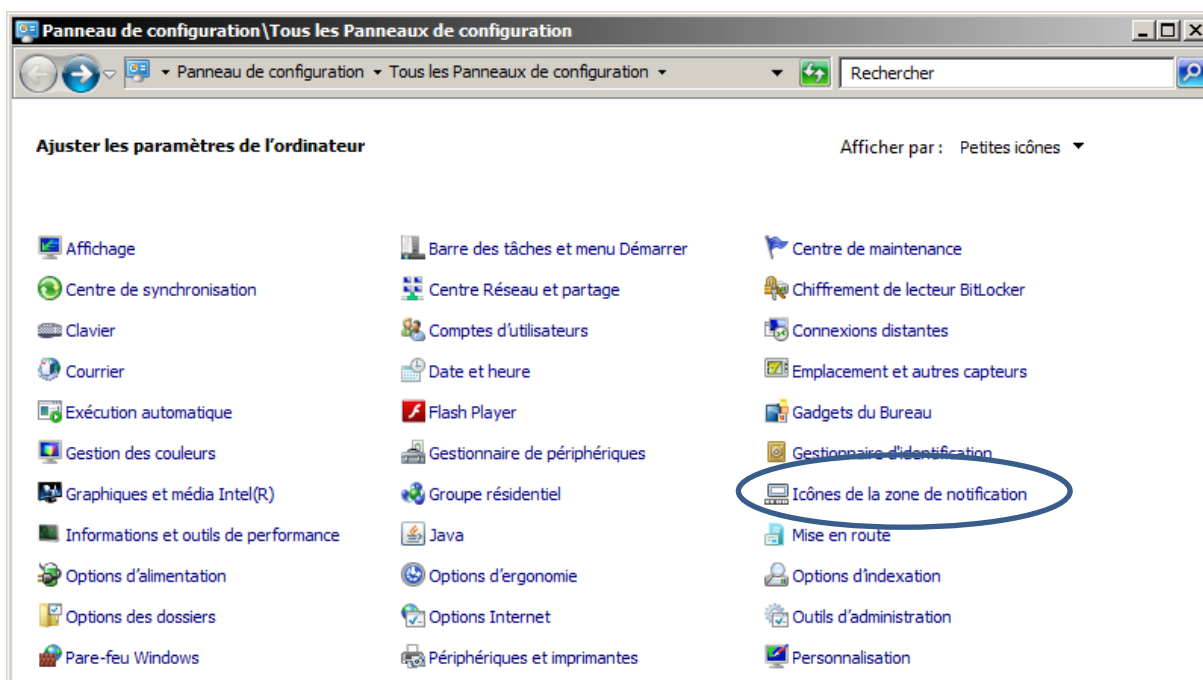 Panneau de configuration\Tous les Panneaux de configuration
Panneau de configuration Tous les Panneaux de configuration Rechercher
Ajuster les paramètres de l'ordinateur Afficher par : Petites icônes
Affichage Barre des tâches et menu Démarrer Centre de maintenance
Centre de synchronisation Centre Réseau et partage Chiffrement de lecteur BitLocker
Clavier Comptes d'utilisateurs Connexions distantes
Courrier Date et heure Emplacement et autres capteurs
Exécution automatique Flash Player Gadgets du Bureau
Gestion des couleurs Gestionnaire de périphériques Gestionnaire d'identification
Graphiques et média Intel(R) Groupe résidentiel Icônes de la zone de notification
Informations et outils de performance Java Mise en route
Options d'alimentation Options d'ergonomie Options d'indexation
Options des dossiers Options Internet Outils d'administration
Pare-feu Windows Périphériques et imprimantes Personnalisation